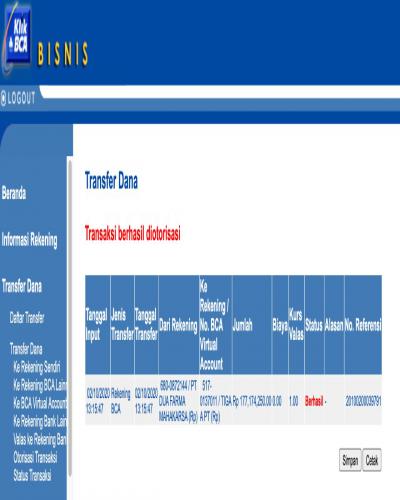 Klik
BCA
BISNIS
LOGOUT
Beranda
Informasi Rekening
Transfer Dana
Daftar Transfer
Transfer Dana
Ke Rekening Sendiri
Ke Rekening BCA Lain
Ke BCA Virtual Account
Ke Rekening Bank Lain
Valas ke Rekening Ban
Otorisasi Transaksi
Status Transaksi
Transfer Dana
Transaksi berhasil diotorisasi
Tanggal Input
Jenis Transfer
Tanggal Transfer
Dari Rekening
Ke Rekening / No. BCA Virtual Account
Jumlah
Biaya
Kurs Valas
Status
Alasan
No. Referensi
02/10/2020 13:15:47
Rekening BCA
02/10/2020 13:15:47
680-0872144 / PT DUA FARMA MAHAKARSA (Rp)
517-0137011 / TIGA A PT (Rp)
Rp 177,174,250.00
0.00
1.00
Berhasil
-
20100200039791
Simpan
Cetak